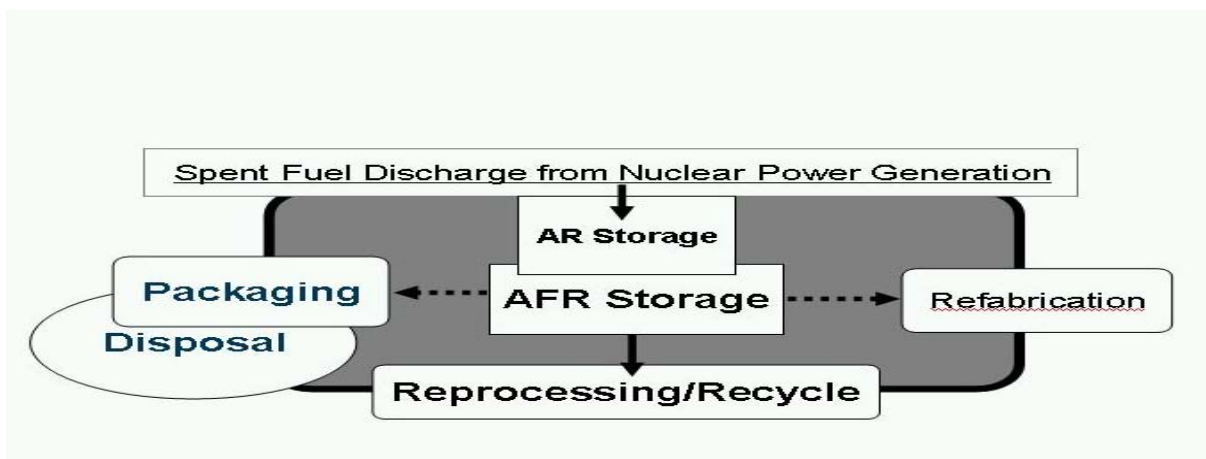 Spent Fuel Discharge from Nuclear Power Generation
AR Storage
Packaging
AFR Storage
Refabrication
Disposal
Reprocessing/Recycle